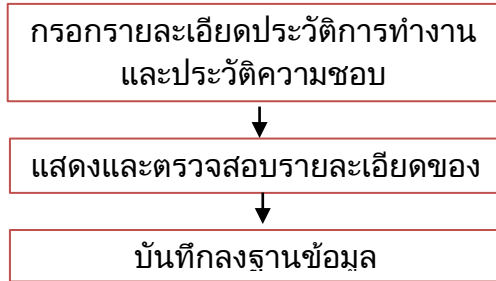 กรอกรายละเอียดประวัติการทำงาน
และประวัติความชอบ
แสดงและตรวจสอบรายละเอียดของ
บันทึกลงฐานข้อมูล